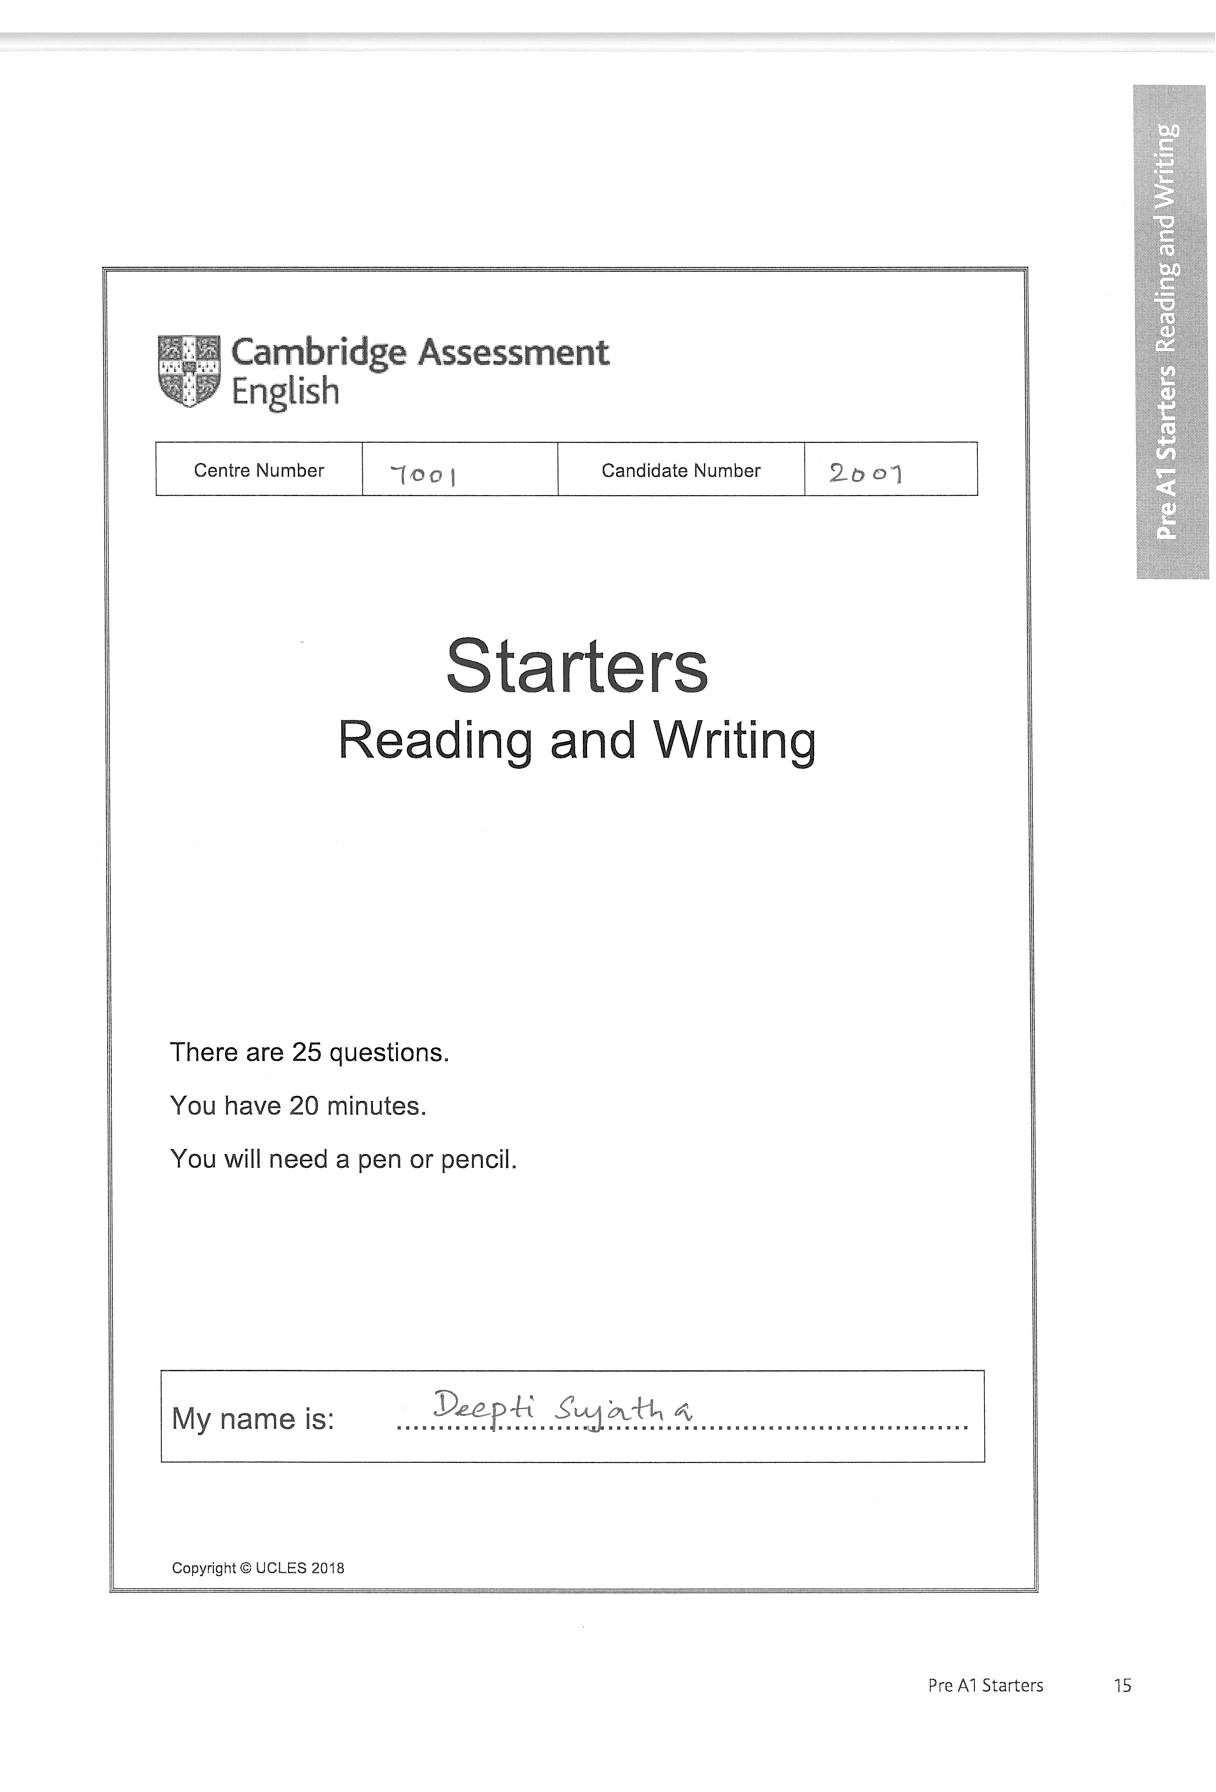 Pre A1 Starters Reading and Writing
Cambridge Assessment
English
Centre Number 7001 Candidate Number 2007
Starters
Reading and Writing
There are 25 questions.
You have 20 minutes.
You will need a pen or pencil.
My name is: Deepti Sujatha
Copyright © UCLES 2018
Pre A1 Starters 15